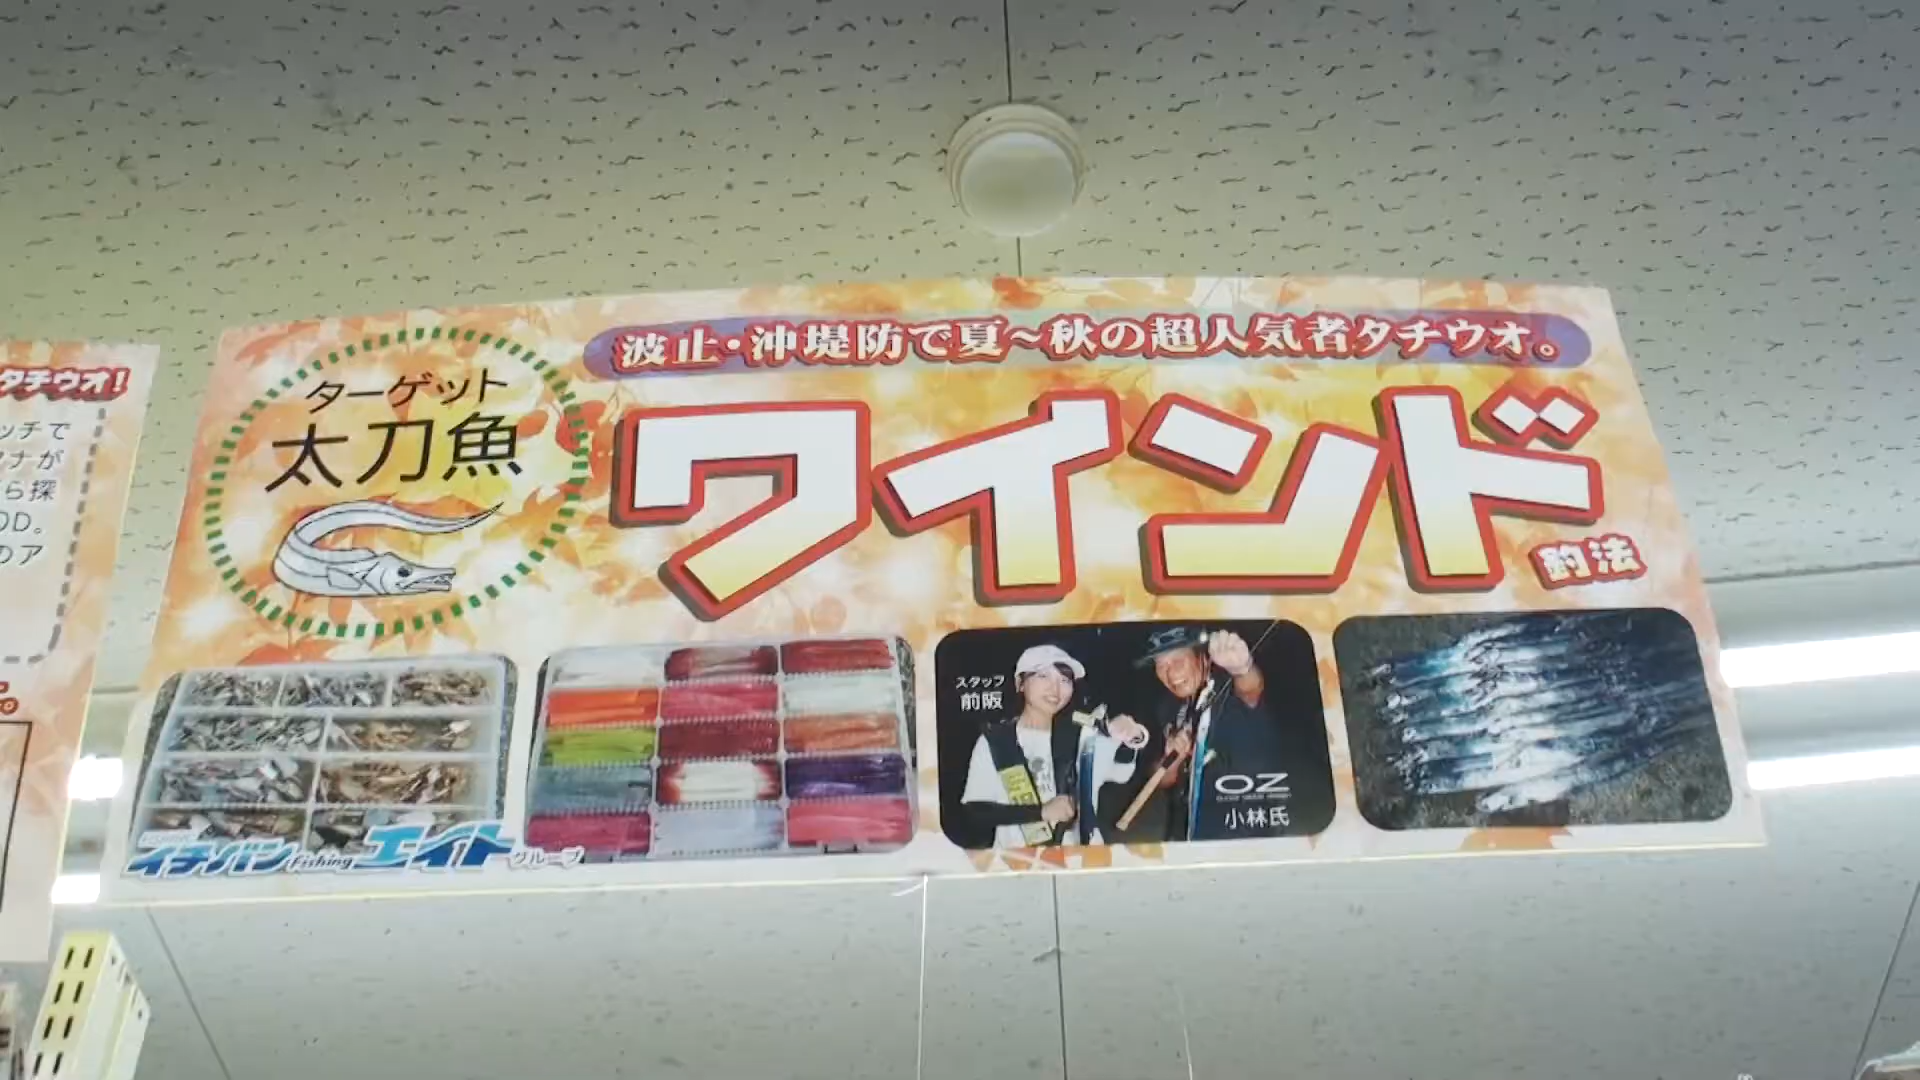 タチウオ!
ッチで
アナが
ら探
OD。
のア
波止・沖堤防で夏～秋の超人気者タチウオ。
ターゲット
太刀魚
ワインド
釣法
スタッフ
前阪
OZ
小林氏
イチバン Fishing エイトグループ